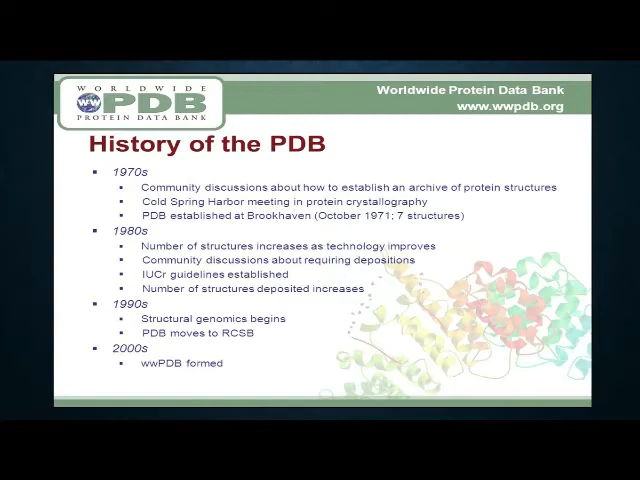 WORLDWIDE
ww PDB
PROTEIN DATA BANK
Worldwide Protein Data Bank
www.wwpdb.org
History of the PDB
1970s
Community discussions about how to establish an archive of protein structures
Cold Spring Harbor meeting in protein crystallography
PDB established at Brookhaven (October 1971; 7 structures)
1980s
Number of structures increases as technology improves
Community discussions about requiring depositions
IUCr guidelines established
Number of structures deposited increases
1990s
Structural genomics begins
PDB moves to RCSB
2000s
wwPDB formed